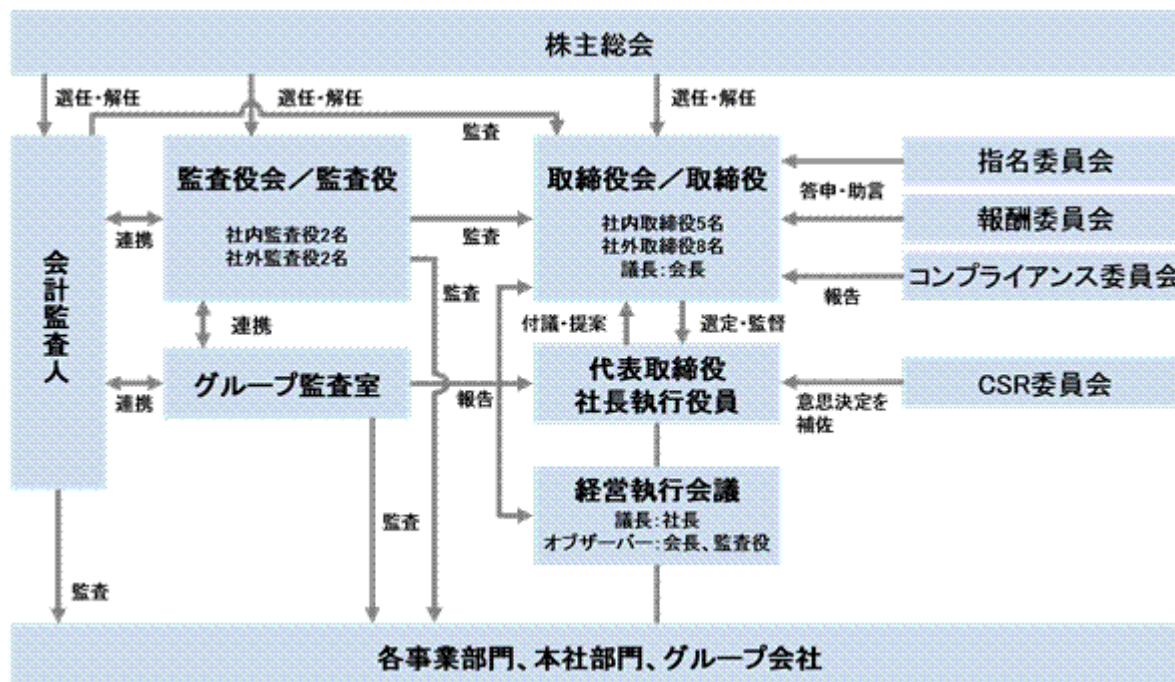 株主総会
選任・解任
選任・解任
選任・解任
監査
会計監査人
監査役会／監査役
社内監査役2名
社外監査役2名
取締役会／取締役
社内取締役5名
社外取締役8名
議長：会長
指名委員会
答申・助言
報酬委員会
コンプライアンス委員会
報告
連携
監査
監査
連携
付議・提案
選定・監督
グループ監査室
連携
報告
代表取締役
社長執行役員
CSR委員会
意思決定を
補佐
経営執行会議
議長：社長
オブザーバー：会長、監査役
監査
監査
各事業部門、本社部門、グループ会社